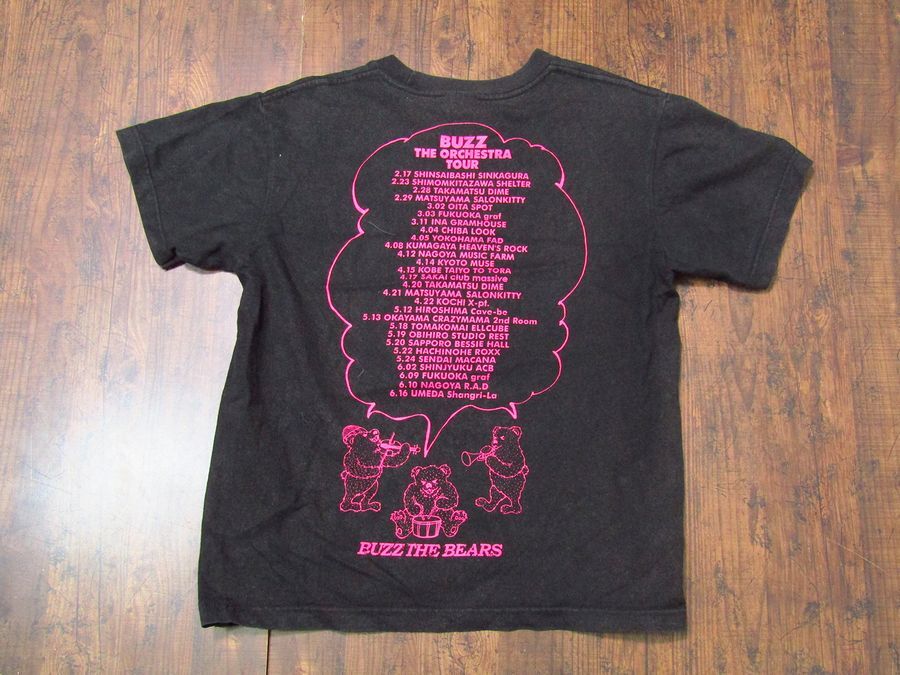 BUZZ
THE ORCHESTRA
TOUR
2.17 SHINSAIBASHI SINKAGURA
2.23 SHIMOMKITAZAWA SHELTER
2.28 TAKAMATSU DIME
2.29 MATSUYAMA SALONKITTY
3.02 OITA SPOT
3.03 FUKUOKA graf
3.11 INA GRAMHOUSE
4.04 CHIBA LOOK
4.05 YOKOHAMA FAD
4.08 KUMAGAYA HEAVEN'S ROCK
4.12 NAGOYA MUSIC FARM
4.14 KYOTO MUSE
4.15 KOBE TAIYO TO TORA
4.17 SAKAI club massive
4.20 TAKAMATSU DIME
4.21 MATSUYAMA SALONKITTY
4.22 KOCHI X-pt.
5.12 HIROSHIMA Cave-be
5.13 OKAYAMA CRAZYMAMA 2nd Room
5.18 TOMAKOMAI ELLCUBE
5.19 OBIHIRO STUDIO REST
5.20 SAPPORO BESSIE HALL
5.22 HACHINOHE ROXX
5.24 SENDAI MACANA
6.02 SHINJYUKU ACB
6.09 FUKUOKA graf
6.10 NAGOYA R.A.D
6.16 UMEDA Shangri-La
BUZZ THE BEARS